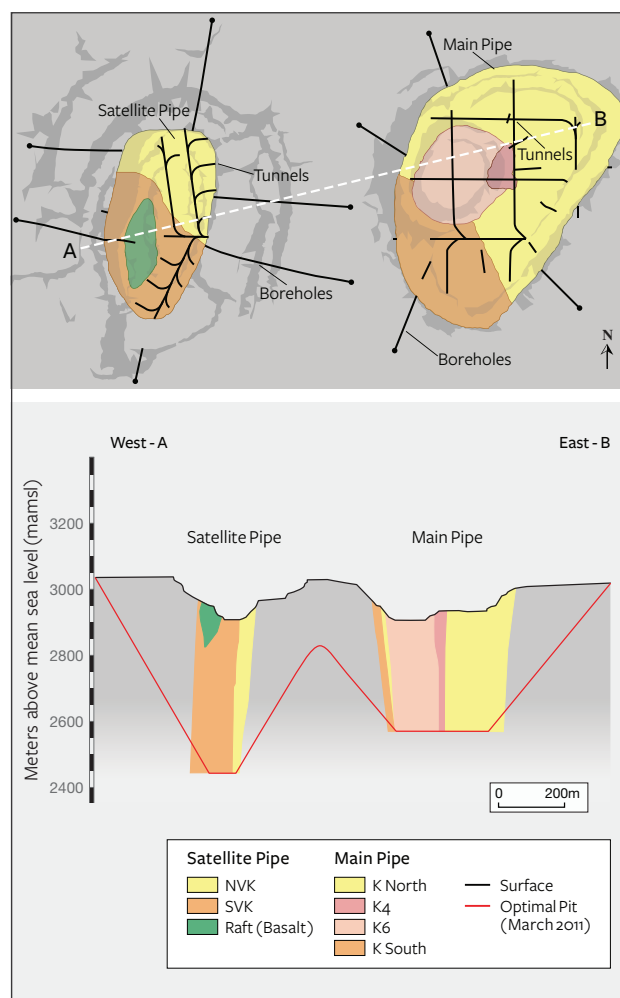 Main Pipe
Satellite Pipe
B
Tunnels
Tunnels
A
Boreholes
N
Boreholes
West - A
East - B
Meters above mean sea level (mamsl)
3200
3000
2800
2600
2400
Satellite Pipe
Main Pipe
0 200m
Satellite Pipe
NVK
SVK
Raft (Basalt)
Main Pipe
K North
K4
K6
K South
Surface
Optimal Pit
(March 2011)